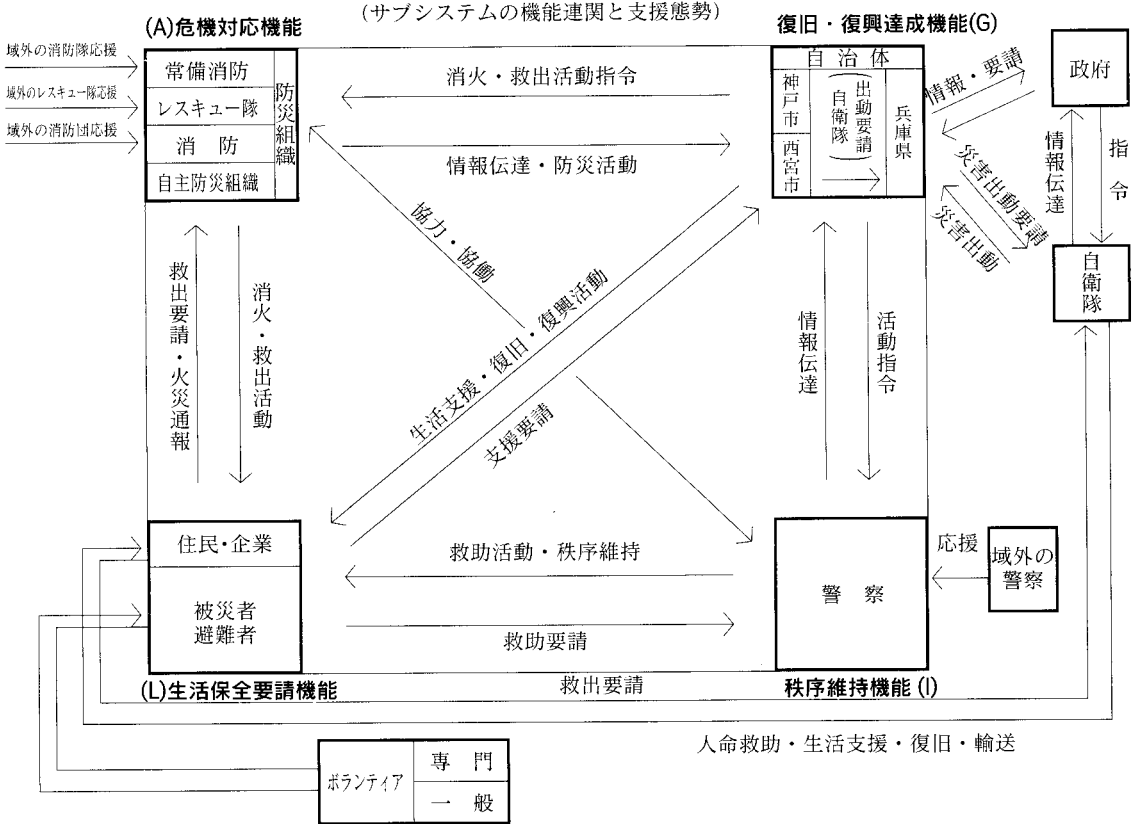 (サブシステムの機能連関と支援態勢)
(A)危機対応機能
復旧・復興達成機能(G)
域外の消防隊応援
域外のレスキュー隊応援
域外の消防団応援
常備消防
レスキュー隊
消 防
自主防災組織
防災組織
消火・救出活動指令
情報伝達・防災活動
自 治 体
神戸市
西宮市
(自衛隊出動要請)
兵庫県
情報・要請
政府
情報伝達
指 令
災害出動要請
災害出動
自衛隊
協力・協働
救出要請・火災通報
消火・救出活動
生活支援・復旧・復興活動
支援要請
情報伝達
活動指令
住民・企業
被災者
避難者
救助活動・秩序維持
救助要請
警 察
応援
域外の
警察
(L)生活保全要請機能
救出要請
秩序維持機能(I)
人命救助・生活支援・復旧・輸送
ボランティア
専 門
一 般